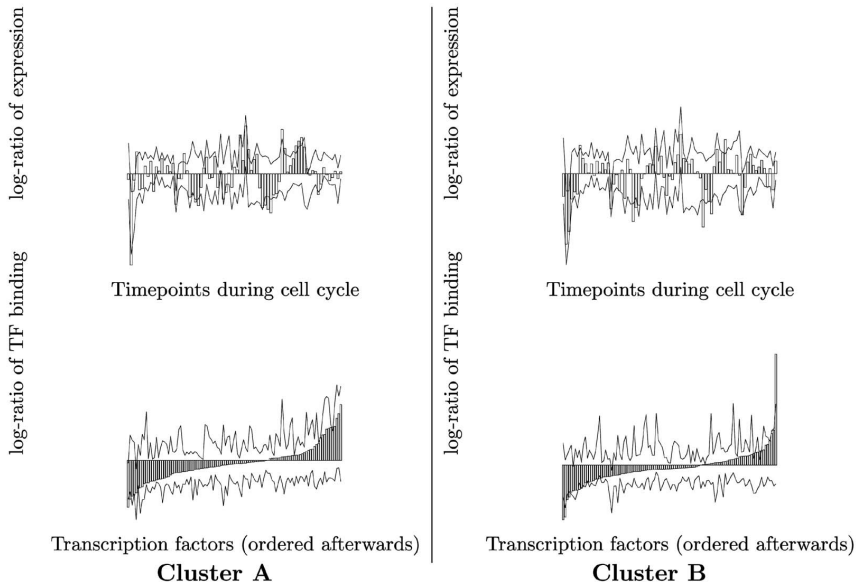 log-ratio of expression
Timepoints during cell cycle
log-ratio of TF binding
Transcription factors (ordered afterwards)
Cluster A
log-ratio of expression
Timepoints during cell cycle
log-ratio of TF binding
Transcription factors (ordered afterwards)
Cluster B